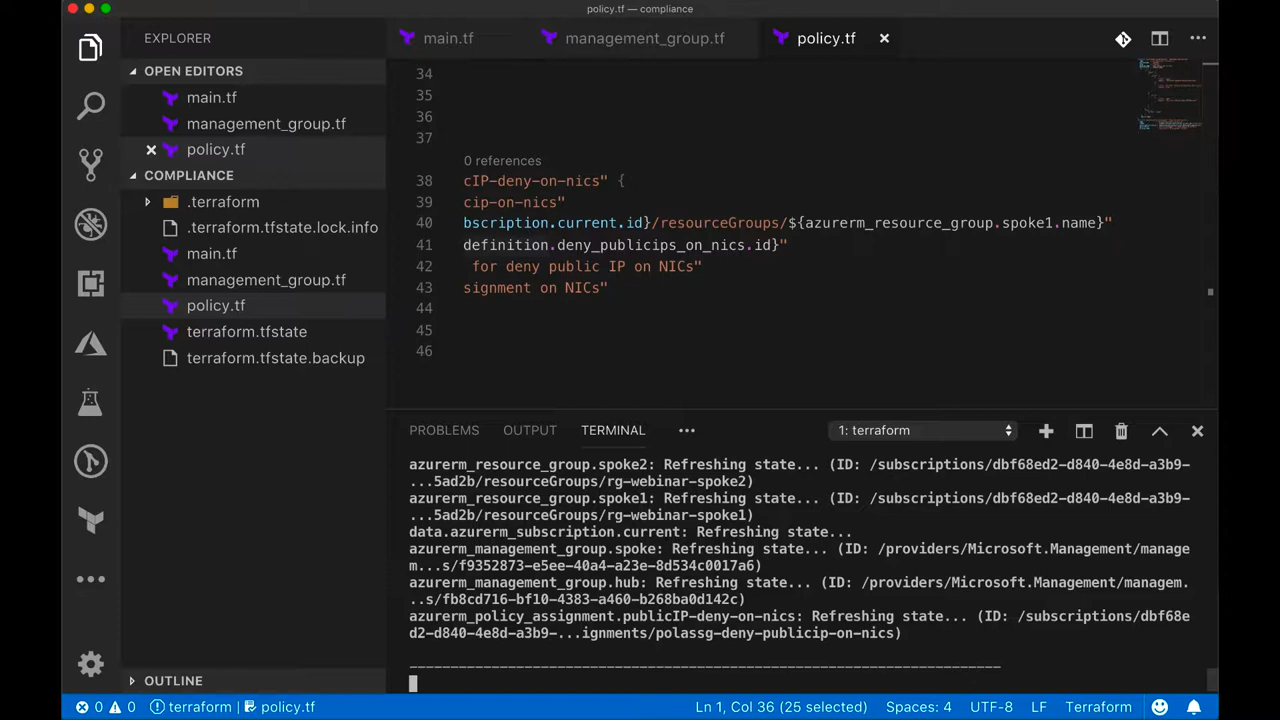 policy.tf — compliance
EXPLORER
main.tf
management_group.tf
policy.tf
OPEN EDITORS
main.tf
management_group.tf
policy.tf
COMPLIANCE
.terraform
.terraform.tfstate.lock.info
main.tf
management_group.tf
policy.tf
terraform.tfstate
terraform.tfstate.backup
OUTLINE
34
35
36
37
0 references
38 cIP-deny-on-nics" {
39 cip-on-nics"
40 bscription.current.id}/resourceGroups/${azurerm_resource_group.spoke1.name}"
41 definition.deny_publicips_on_nics.id}"
42 for deny public IP on NICs"
43 signment on NICs"
44
45
46
PROBLEMS OUTPUT TERMINAL ••• 1: terraform
azurerm_resource_group.spoke2: Refreshing state... (ID: /subscriptions/dbf68ed2-d840-4e8d-a3b9-
...5ad2b/resourceGroups/rg-webinar-spoke2)
azurerm_resource_group.spoke1: Refreshing state... (ID: /subscriptions/dbf68ed2-d840-4e8d-a3b9-
...5ad2b/resourceGroups/rg-webinar-spoke1)
data.azurerm_subscription.current: Refreshing state...
azurerm_management_group.spoke: Refreshing state... (ID: /providers/Microsoft.Management/manage
m...s/f9352873-e5ee-40a4-a23e-8d534c0017a6)
azurerm_management_group.hub: Refreshing state... (ID: /providers/Microsoft.Management/managem.
..s/fb8cd716-bf10-4383-a460-b268ba0d142c)
azurerm_policy_assignment.publicIP-deny-on-nics: Refreshing state... (ID: /subscriptions/dbf68e
d2-d840-4e8d-a3b9-...ignments/polassg-deny-publicip-on-nics)
------------------------------------------------------------------------
0 0 terraform policy.tf Ln 1, Col 36 (25 selected) Spaces: 4 UTF-8 LF Terraform